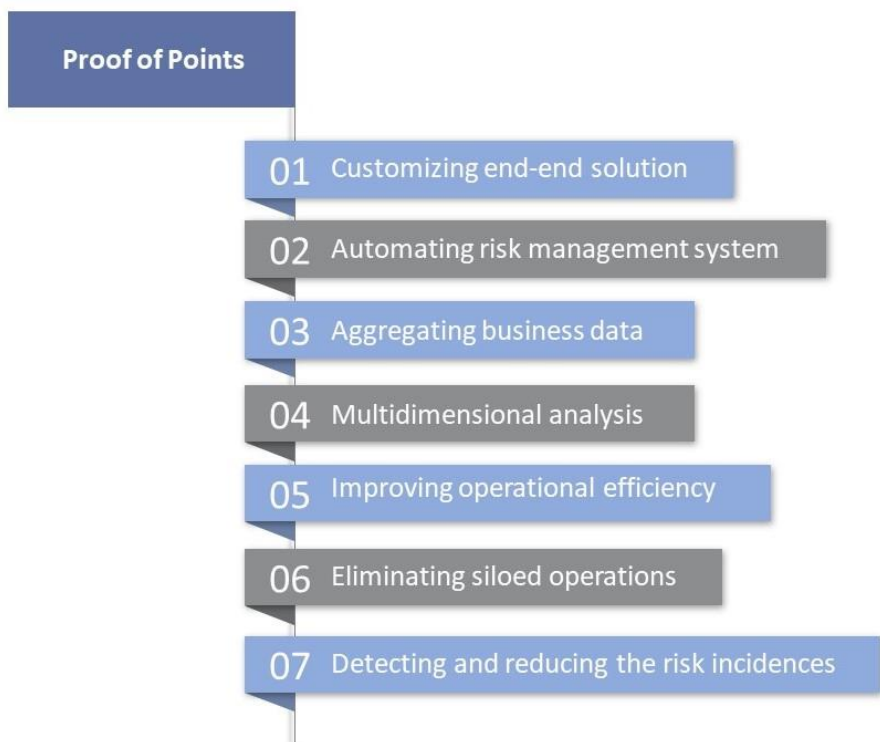 Proof of Points
01 Customizing end-end solution
02 Automating risk management system
03 Aggregating business data
04 Multidimensional analysis
05 Improving operational efficiency
06 Eliminating siloed operations
07 Detecting and reducing the risk incidences